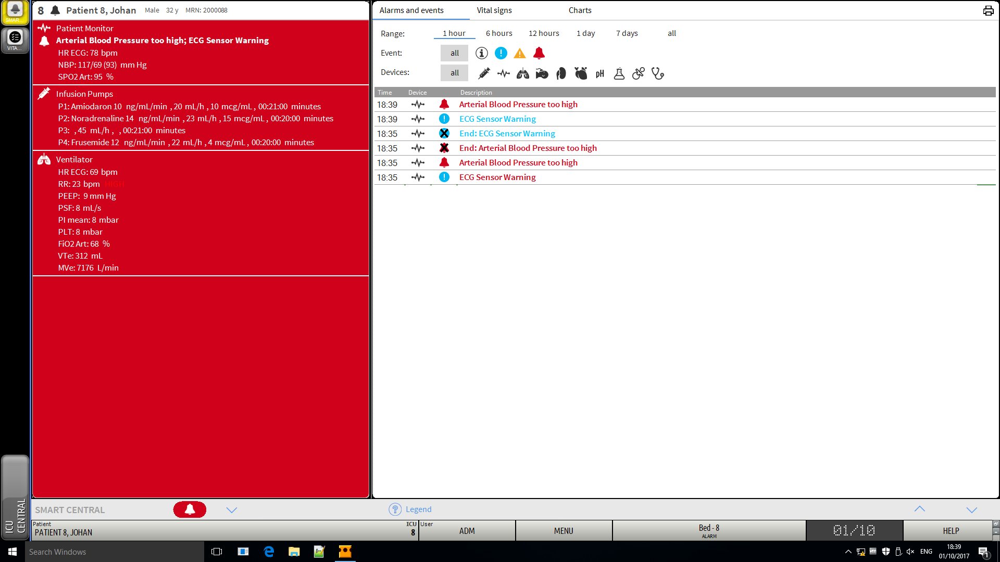 SMAR...
VITA...
ICU CENTRAL
8 Patient 8, Johan Male 32 y MRN: 2000088
Patient Monitor
Arterial Blood Pressure too high; ECG Sensor Warning
HR ECG: 78 bpm
NBP: 117/69 (93) mm Hg
SPO2 Art: 95 %
Infusion Pumps
P1: Amiodaron 10 ng/mL/min , 20 mL/h , 10 mcg/mL , 00:21:00 minutes
P2: Noradrenaline 14 ng/mL/min , 23 mL/h , 15 mcg/mL , 00:20:00 minutes
P3: , 45 mL/h , , 00:21:00 minutes
P4: Frusemide 12 ng/mL/min , 22 mL/h , 4 mcg/mL , 00:20:00 minutes
Ventilator
HR ECG: 69 bpm
RR: 23 bpm HIGH
PEEP: 9 mm Hg
PSF: 8 mL/s
PI mean: 8 mbar
PLT: 8 mbar
FiO2 Art: 68 %
VTe: 312 mL
MVe: 7176 L/min
Alarms and events Vital signs Charts
Range: 1 hour 6 hours 12 hours 1 day 7 days all
Event: all
Devices: all pH
Time Device Description
18:39 Arterial Blood Pressure too high
18:39 ECG Sensor Warning
18:35 End: ECG Sensor Warning
18:35 End: Arterial Blood Pressure too high
18:35 Arterial Blood Pressure too high
18:35 ECG Sensor Warning
SMART CENTRAL
? Legend
Patient ICU
PATIENT 8, JOHAN 8
User
ADM
MENU
Bed - 8
ALARM
01/10
HELP
Search Windows
ENG
18:39
01/10/2017
1